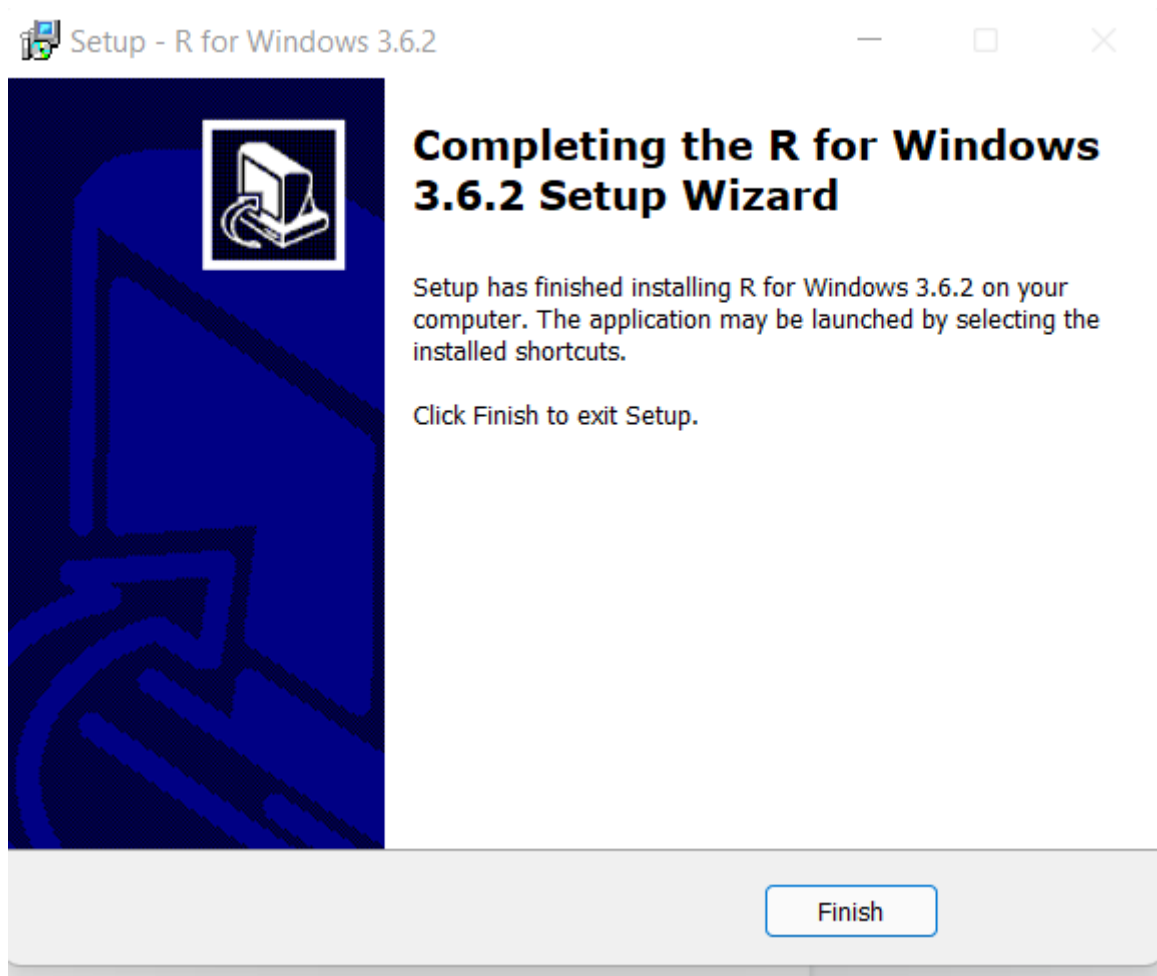 Setup - R for Windows 3.6.2
Completing the R for Windows
3.6.2 Setup Wizard
Setup has finished installing R for Windows 3.6.2 on your
computer. The application may be launched by selecting the
installed shortcuts.
Click Finish to exit Setup.
Finish